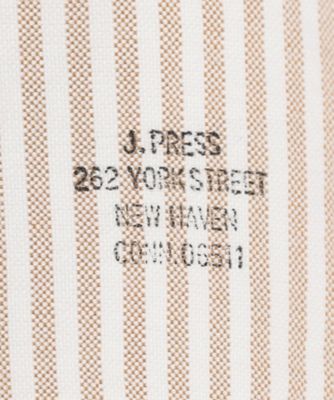 J. PRESS
262 YORK STREET
NEW HAVEN
CONN. 06511